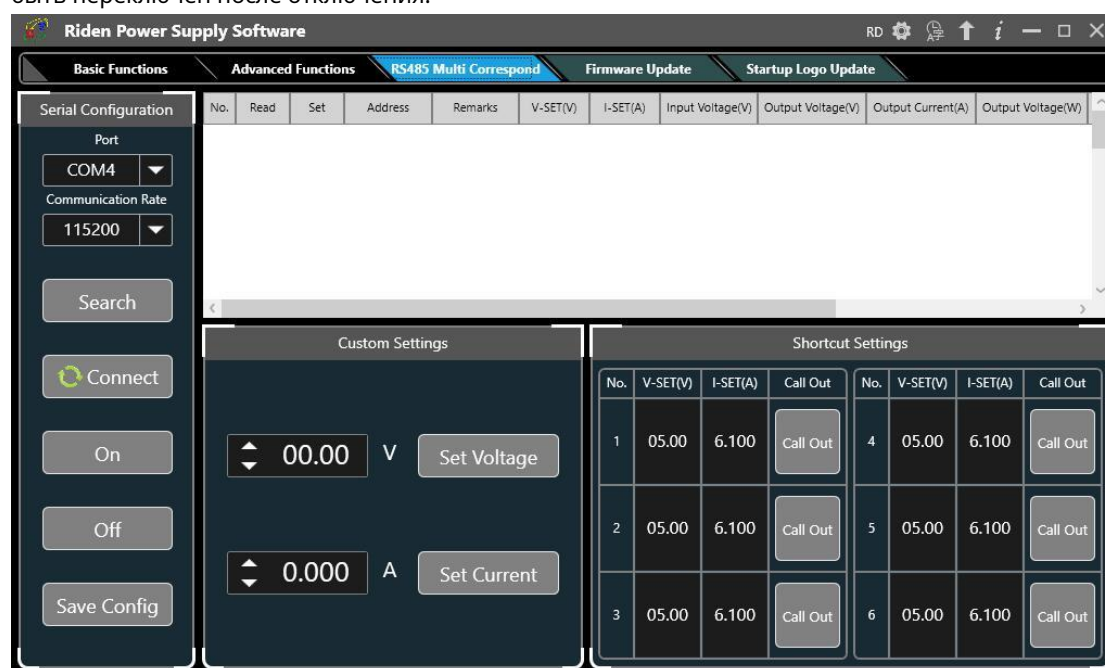 быть переключен после отключения.
Riden Power Supply Software RD i
Basic Functions Advanced Functions RS485 Multi Correspond Firmware Update Startup Logo Update
Serial Configuration
Port
COM4
Communication Rate
115200
Search
Connect
On
Off
Save Config
No. Read Set Address Remarks V-SET(V) I-SET(A) Input Voltage(V) Output Voltage(V) Output Current(A) Output Voltage(W)
Custom Settings
00.00 V Set Voltage
0.000 A Set Current
Shortcut Settings
No. V-SET(V) I-SET(A) Call Out No. V-SET(V) I-SET(A) Call Out
1 05.00 6.100 Call Out 4 05.00 6.100 Call Out
2 05.00 6.100 Call Out 5 05.00 6.100 Call Out
3 05.00 6.100 Call Out 6 05.00 6.100 Call Out